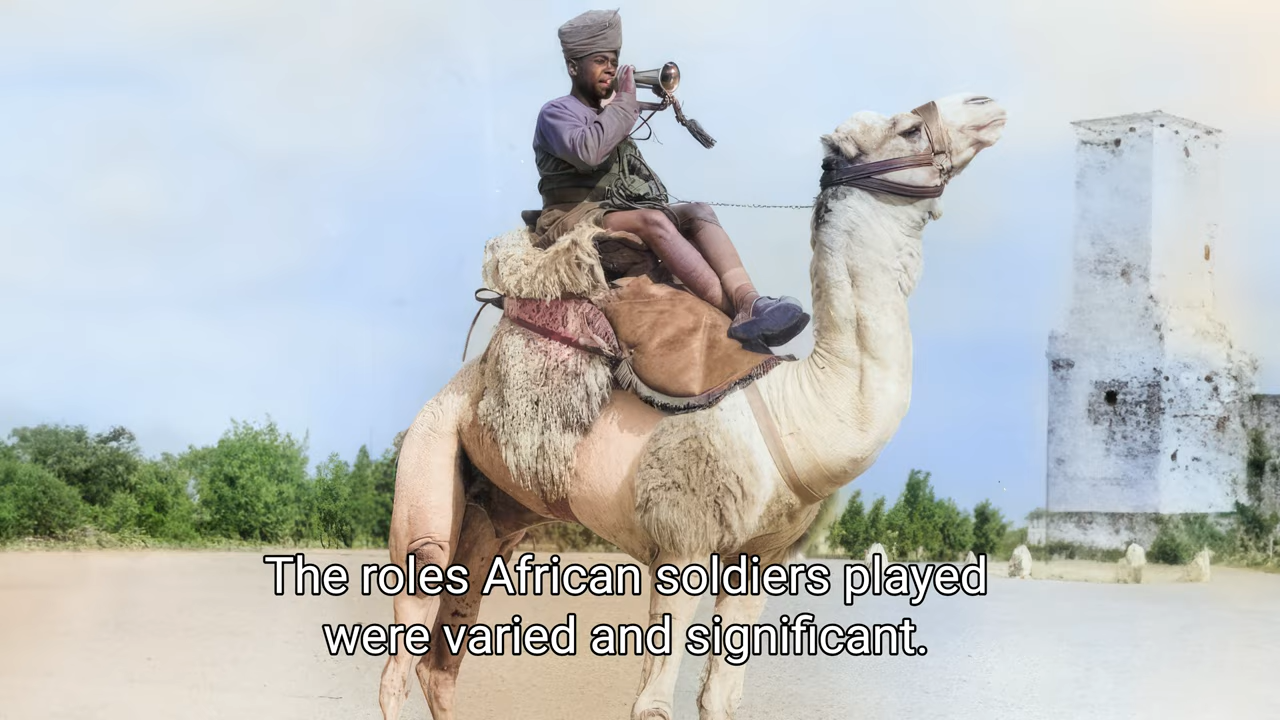 The roles African soldiers played
were varied and significant.